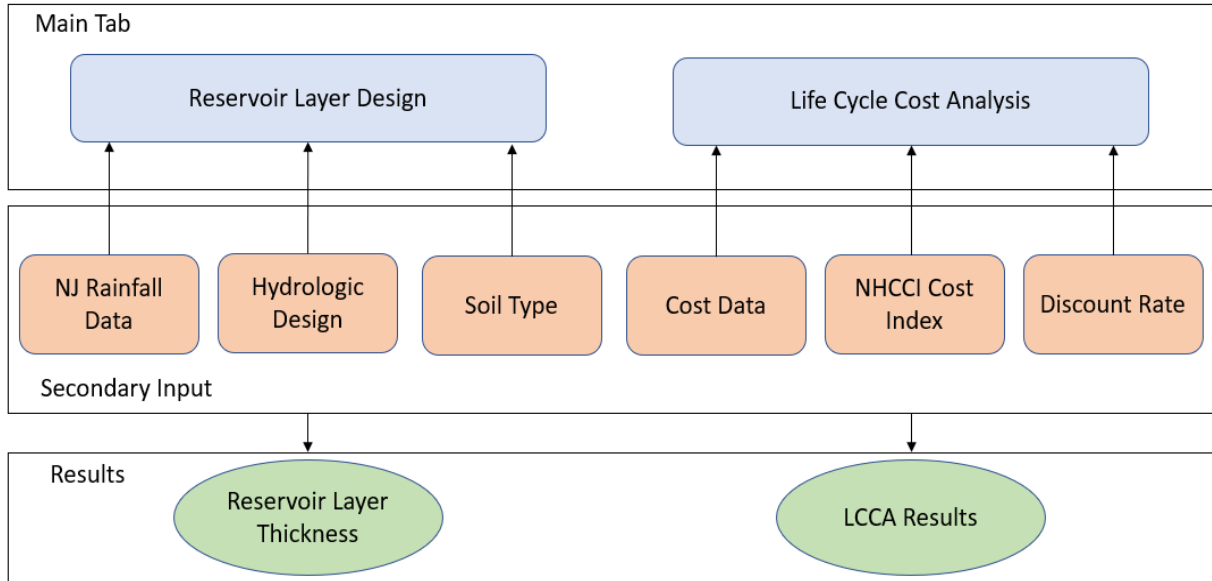 Main Tab
Reservoir Layer Design
Life Cycle Cost Analysis
NJ Rainfall
Data
Hydrologic
Design
Soil Type
Cost Data
NHCCI Cost
Index
Discount Rate
Secondary Input
Results
Reservoir Layer
Thickness
LCCA Results